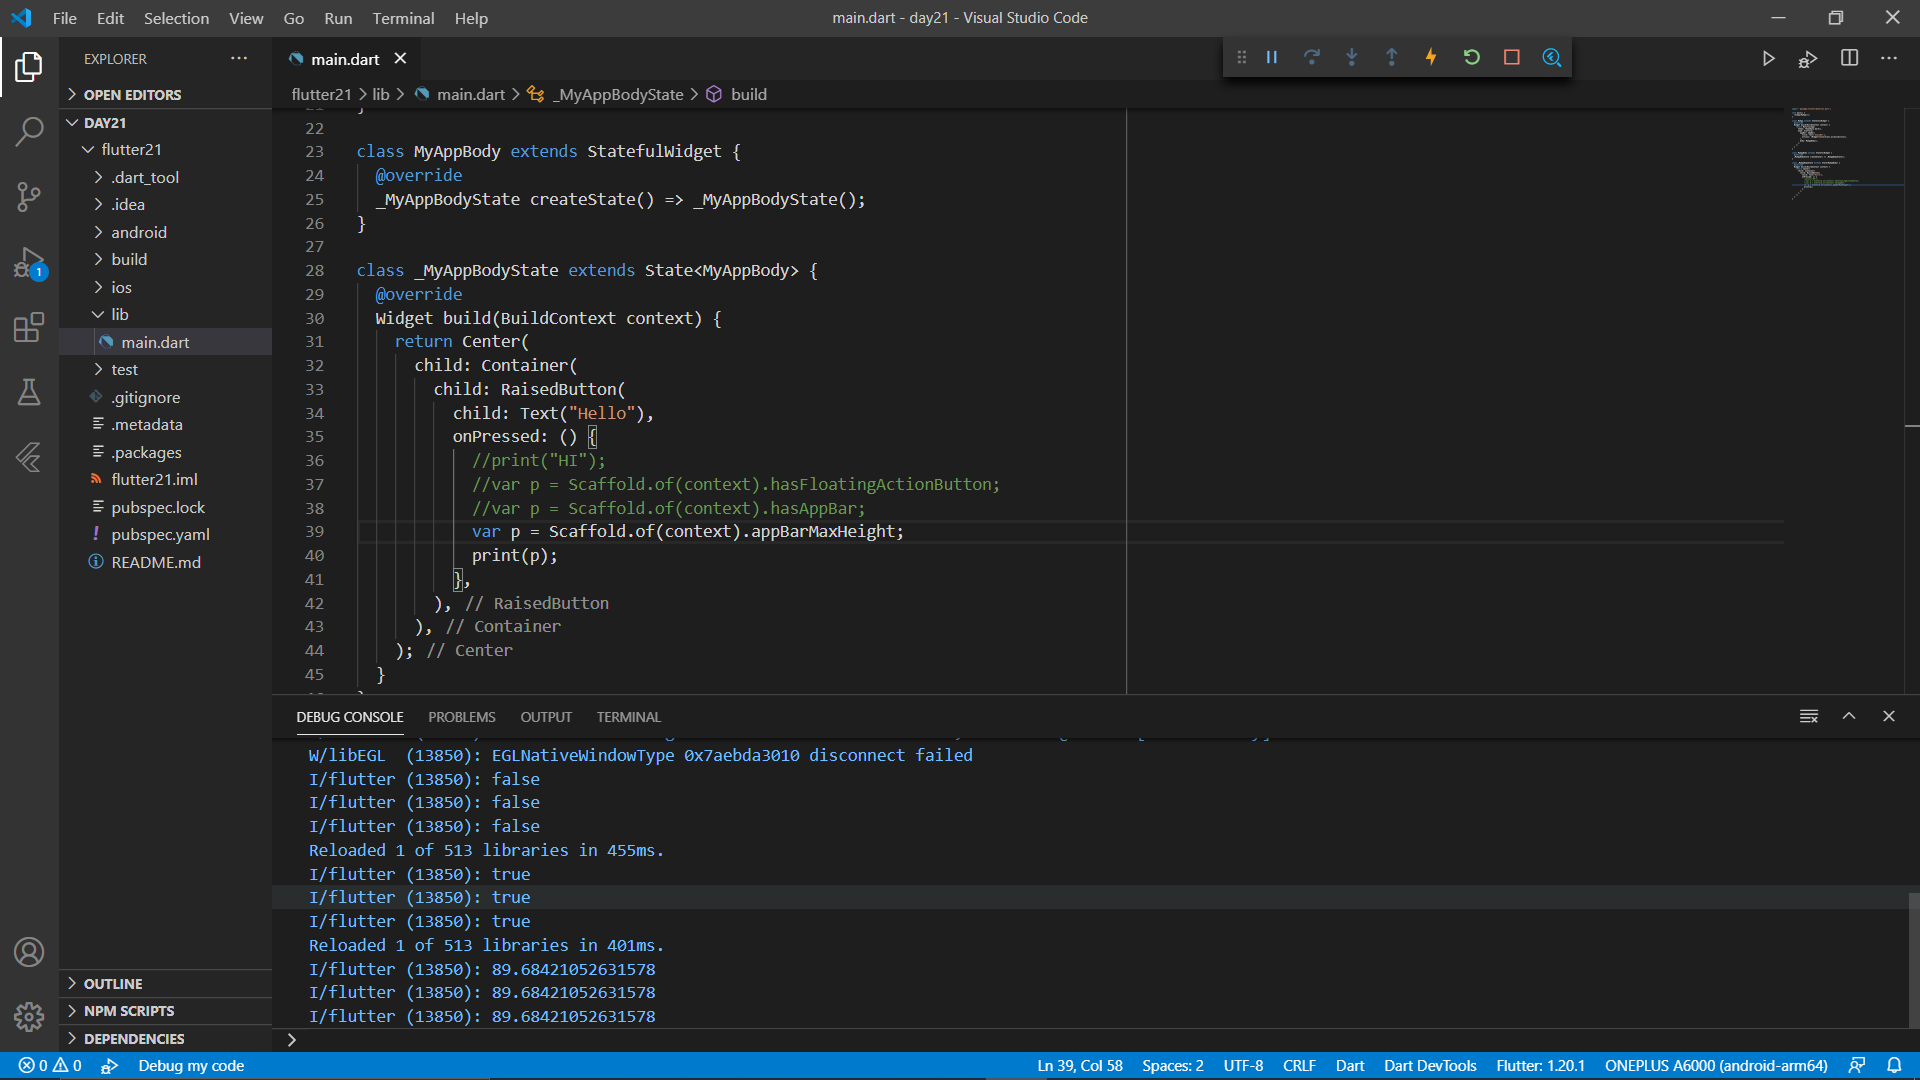 File Edit Selection View Go Run Terminal Help
main.dart - day21 - Visual Studio Code
EXPLORER
OPEN EDITORS
DAY21
flutter21
.dart_tool
.idea
android
build
ios
lib
main.dart
test
.gitignore
.metadata
.packages
flutter21.iml
pubspec.lock
pubspec.yaml
README.md
OUTLINE
NPM SCRIPTS
DEPENDENCIES
1
main.dart
flutter21 > lib > main.dart > _MyAppBodyState > build
22
23 class MyAppBody extends StatefulWidget {
24 @override
25 _MyAppBodyState createState() => _MyAppBodyState();
26 }
27
28 class _MyAppBodyState extends State<MyAppBody> {
29 @override
30 Widget build(BuildContext context) {
31 return Center(
32 child: Container(
33 child: RaisedButton(
34 child: Text("Hello"),
35 onPressed: () {
36 //print("HI");
37 //var p = Scaffold.of(context).hasFloatingActionButton;
38 //var p = Scaffold.of(context).hasAppBar;
39 var p = Scaffold.of(context).appBarMaxHeight;
40 print(p);
41 },
42 ), // RaisedButton
43 ), // Container
44 ); // Center
45 }
DEBUG CONSOLE PROBLEMS OUTPUT TERMINAL
W/libEGL (13850): EGLNativeWindowType 0x7aebda3010 disconnect failed
I/flutter (13850): false
I/flutter (13850): false
I/flutter (13850): false
Reloaded 1 of 513 libraries in 455ms.
I/flutter (13850): true
I/flutter (13850): true
I/flutter (13850): true
Reloaded 1 of 513 libraries in 401ms.
I/flutter (13850): 89.68421052631578
I/flutter (13850): 89.68421052631578
I/flutter (13850): 89.68421052631578
0 0 Debug my code Ln 39, Col 58 Spaces: 2 UTF-8 CRLF Dart Dart DevTools Flutter: 1.20.1 ONEPLUS A6000 (android-arm64)